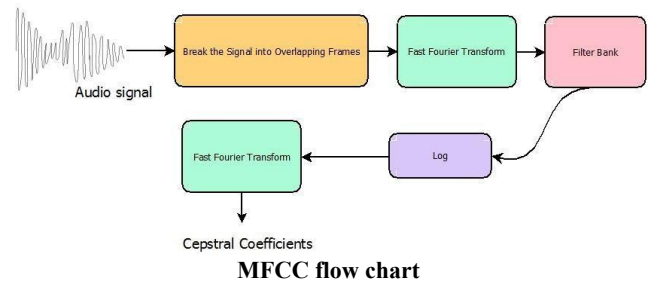 Audio signal
Break the Signal into Overlapping Frames
Fast Fourier Transform
Filter Bank
Log
Fast Fourier Transform
Cepstral Coefficients
MFCC flow chart